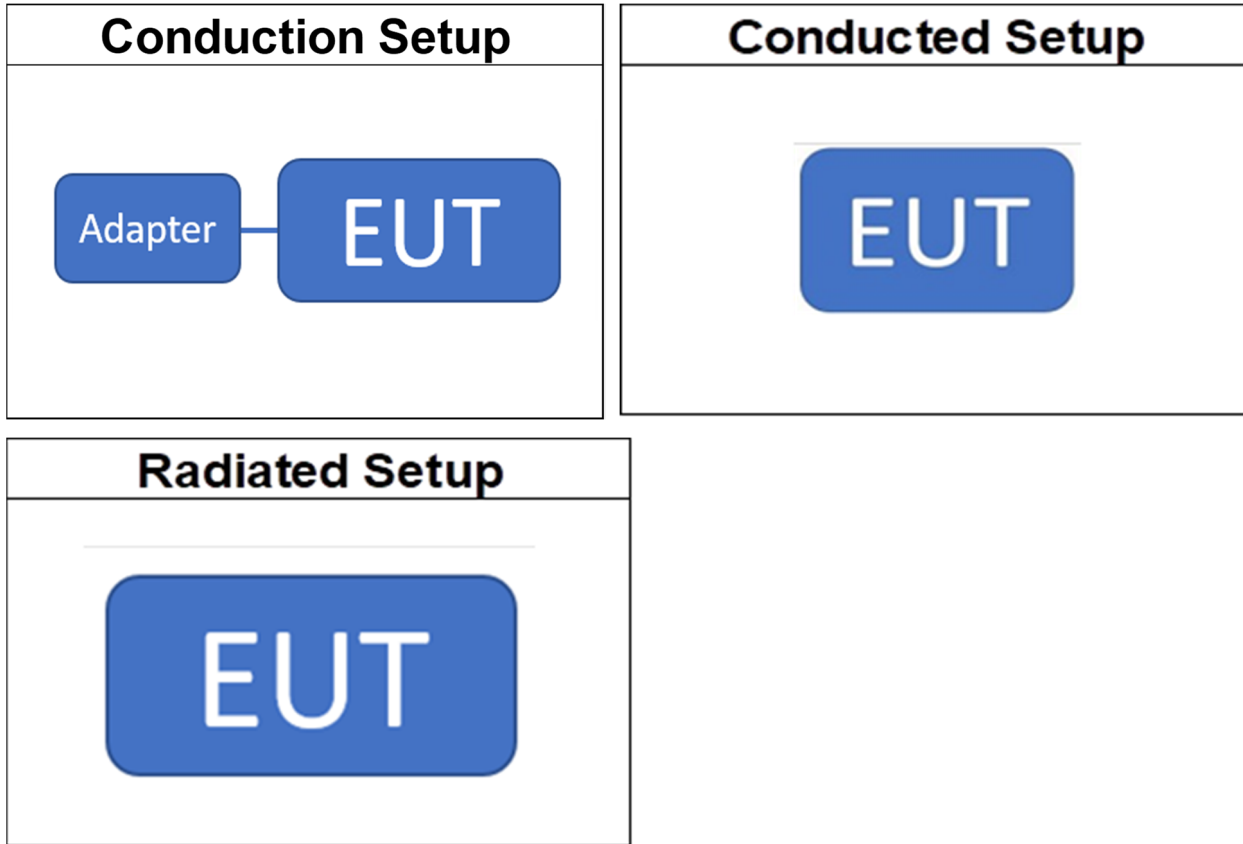 Conduction Setup
Adapter
EUT
Conducted Setup
EUT
Radiated Setup
EUT